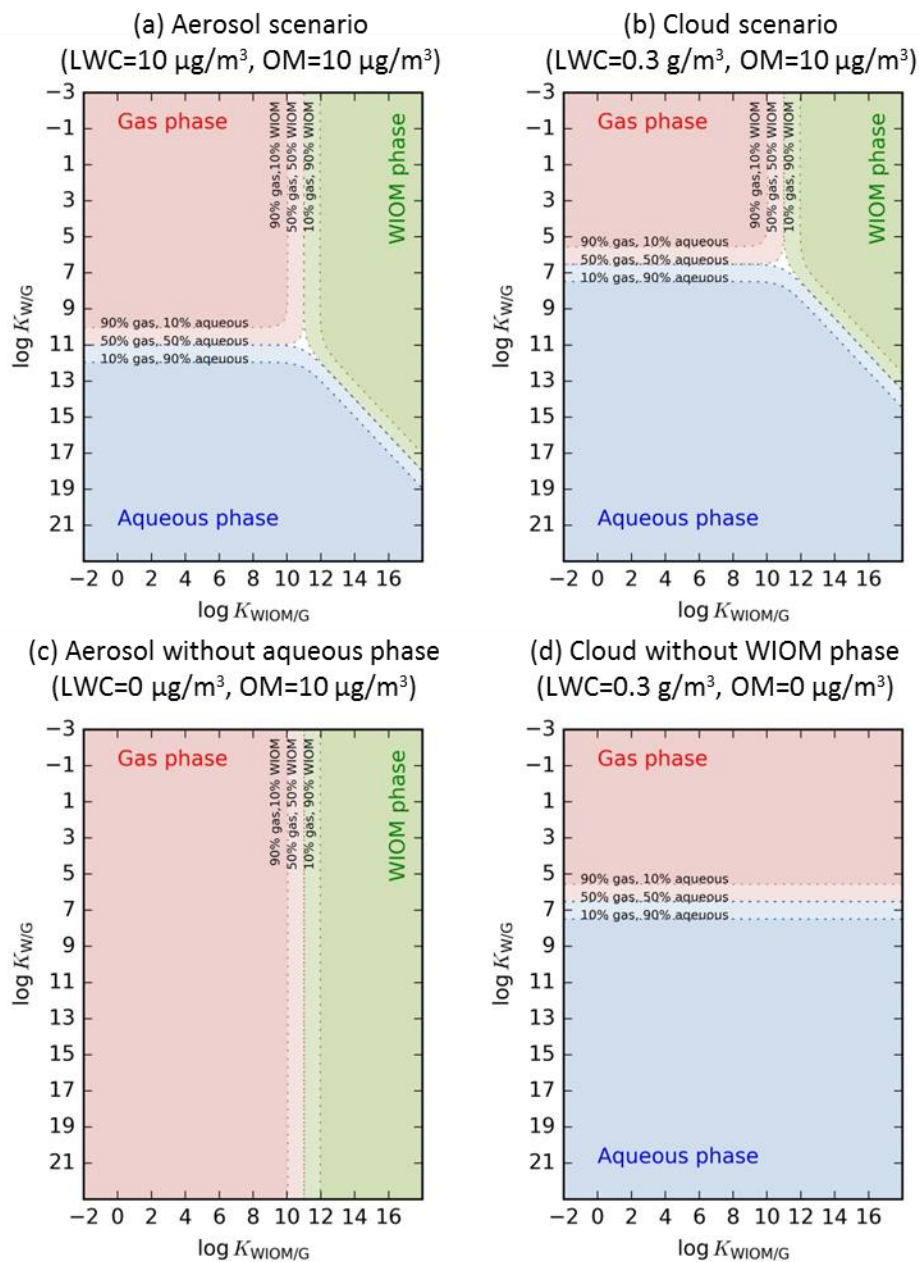 (a) Aerosol scenario
(LWC=10 µg/m³, OM=10 µg/m³)
−3
−1
1
3
5
7
9
11
13
15
17
19
21
log K_W/G
Gas phase
90% gas,10% WIOM
50% gas, 50% WIOM
10% gas, 90% WIOM
WIOM phase
90% gas, 10% aqueous
50% gas, 50% aqueous
10% gas, 90% aqeuous
Aqueous phase
−2 0 2 4 6 8 10 12 14 16
log K_WIOM/G
(b) Cloud scenario
(LWC=0.3 g/m³, OM=10 µg/m³)
−3
−1
1
3
5
7
9
11
13
15
17
19
21
log K_W/G
Gas phase
90% gas,10% WIOM
50% gas, 50% WIOM
10% gas, 90% WIOM
WIOM phase
90% gas, 10% aqueous
50% gas, 50% aqueous
10% gas, 90% aqeuous
Aqueous phase
−2 0 2 4 6 8 10 12 14 16
log K_WIOM/G
(c) Aerosol without aqueous phase
(LWC=0 µg/m³, OM=10 µg/m³)
−3
−1
1
3
5
7
9
11
13
15
17
19
21
log K_W/G
Gas phase
90% gas,10% WIOM
50% gas, 50% WIOM
10% gas, 90% WIOM
WIOM phase
−2 0 2 4 6 8 10 12 14 16
log K_WIOM/G
(d) Cloud without WIOM phase
(LWC=0.3 g/m³, OM=0 µg/m³)
−3
−1
1
3
5
7
9
11
13
15
17
19
21
log K_W/G
Gas phase
90% gas, 10% aqueous
50% gas, 50% aqueous
10% gas, 90% aqeuous
Aqueous phase
−2 0 2 4 6 8 10 12 14 16
log K_WIOM/G